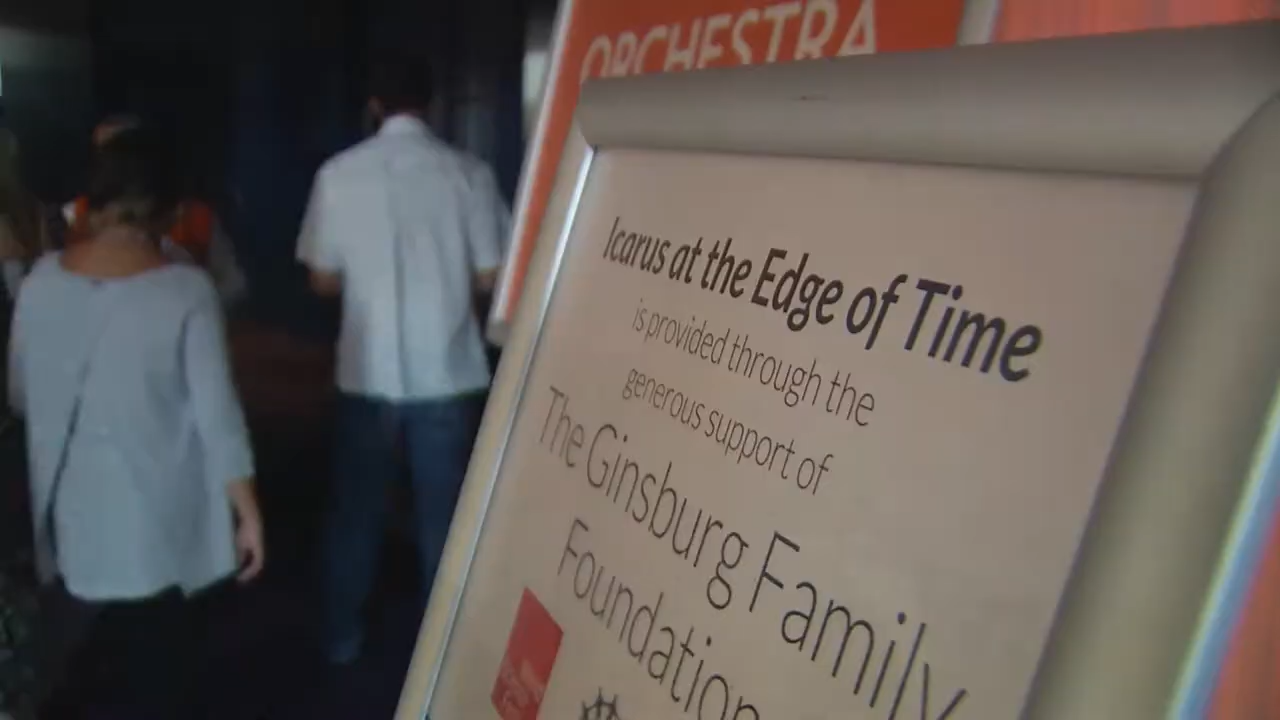 ORCHESTRA
Icarus at the Edge of Time
is provided through the
generous support of
The Ginsburg Family
Foundation